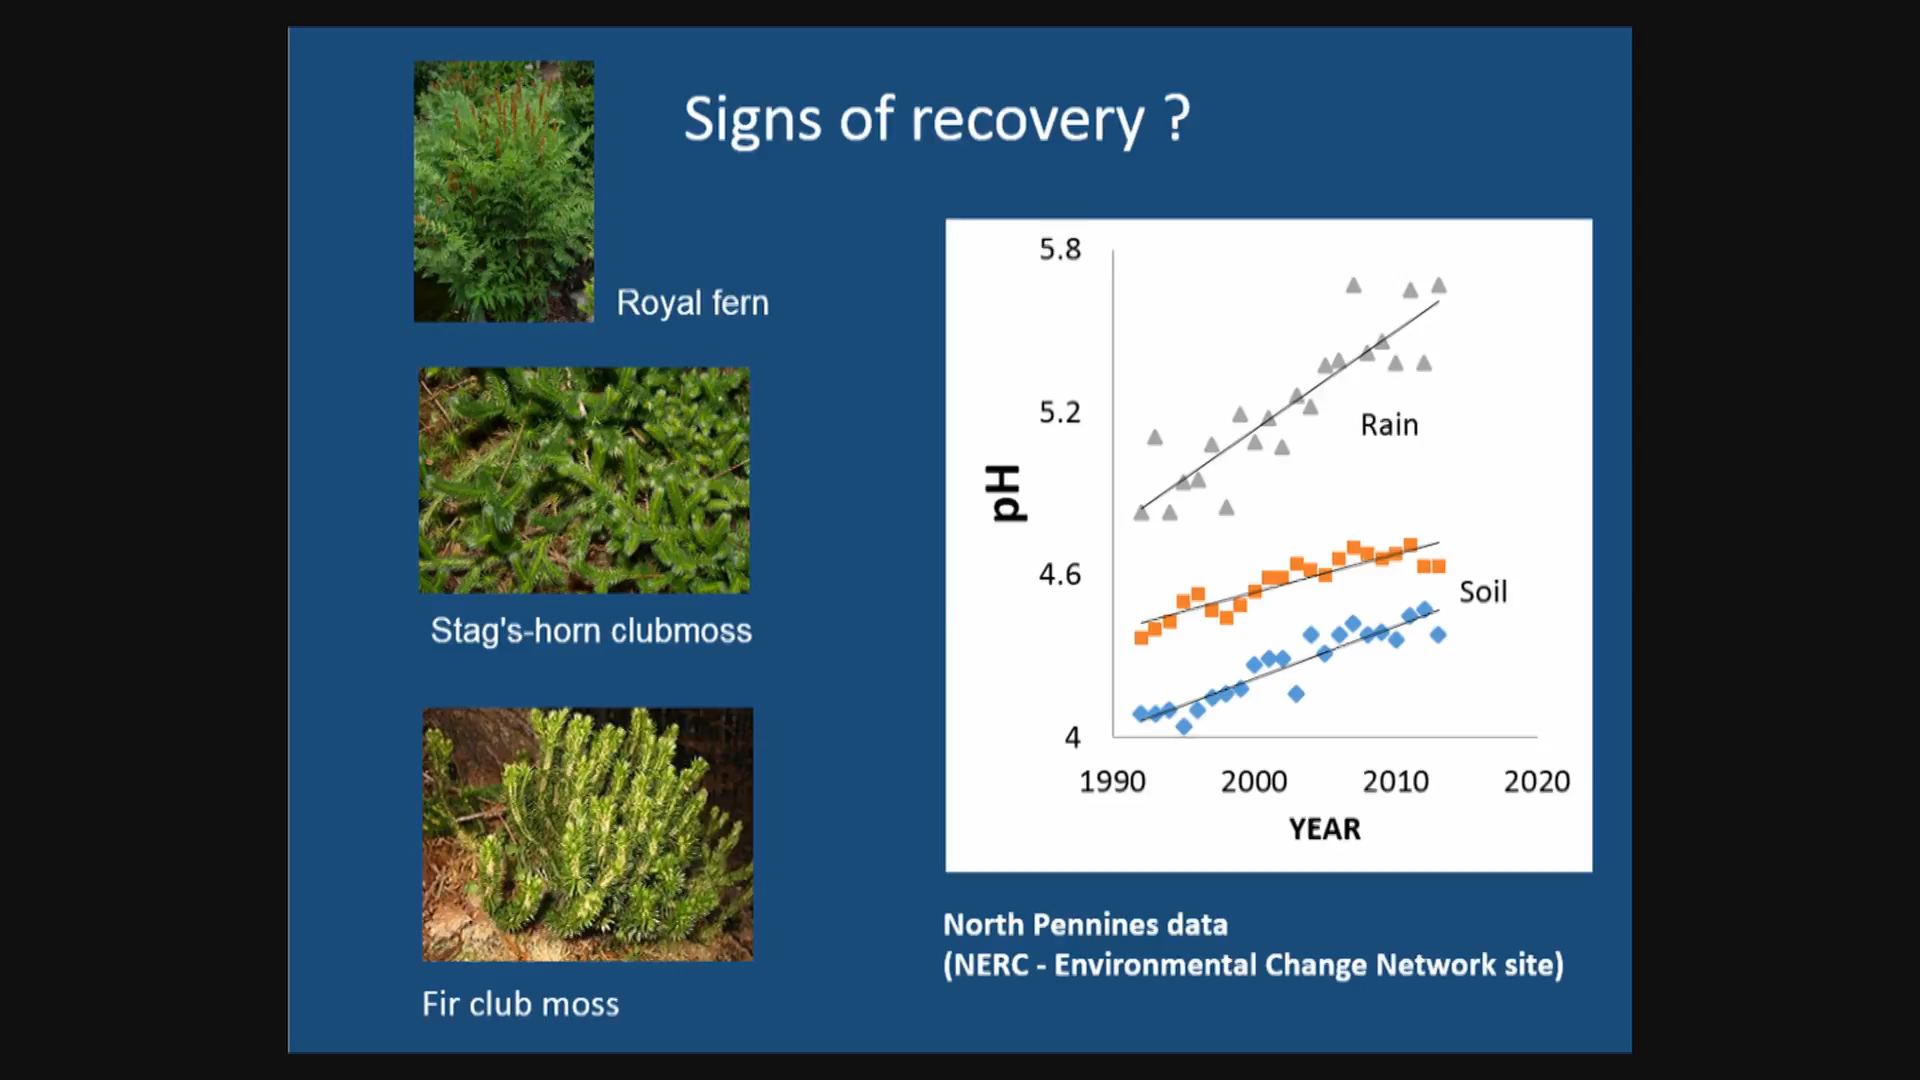 Signs of recovery ?
Royal fern
Stag's-horn clubmoss
Fir club moss
5.8
5.2
4.6
4
pH
Rain
Soil
1990 2000 2010 2020
YEAR
North Pennines data
(NERC - Environmental Change Network site)